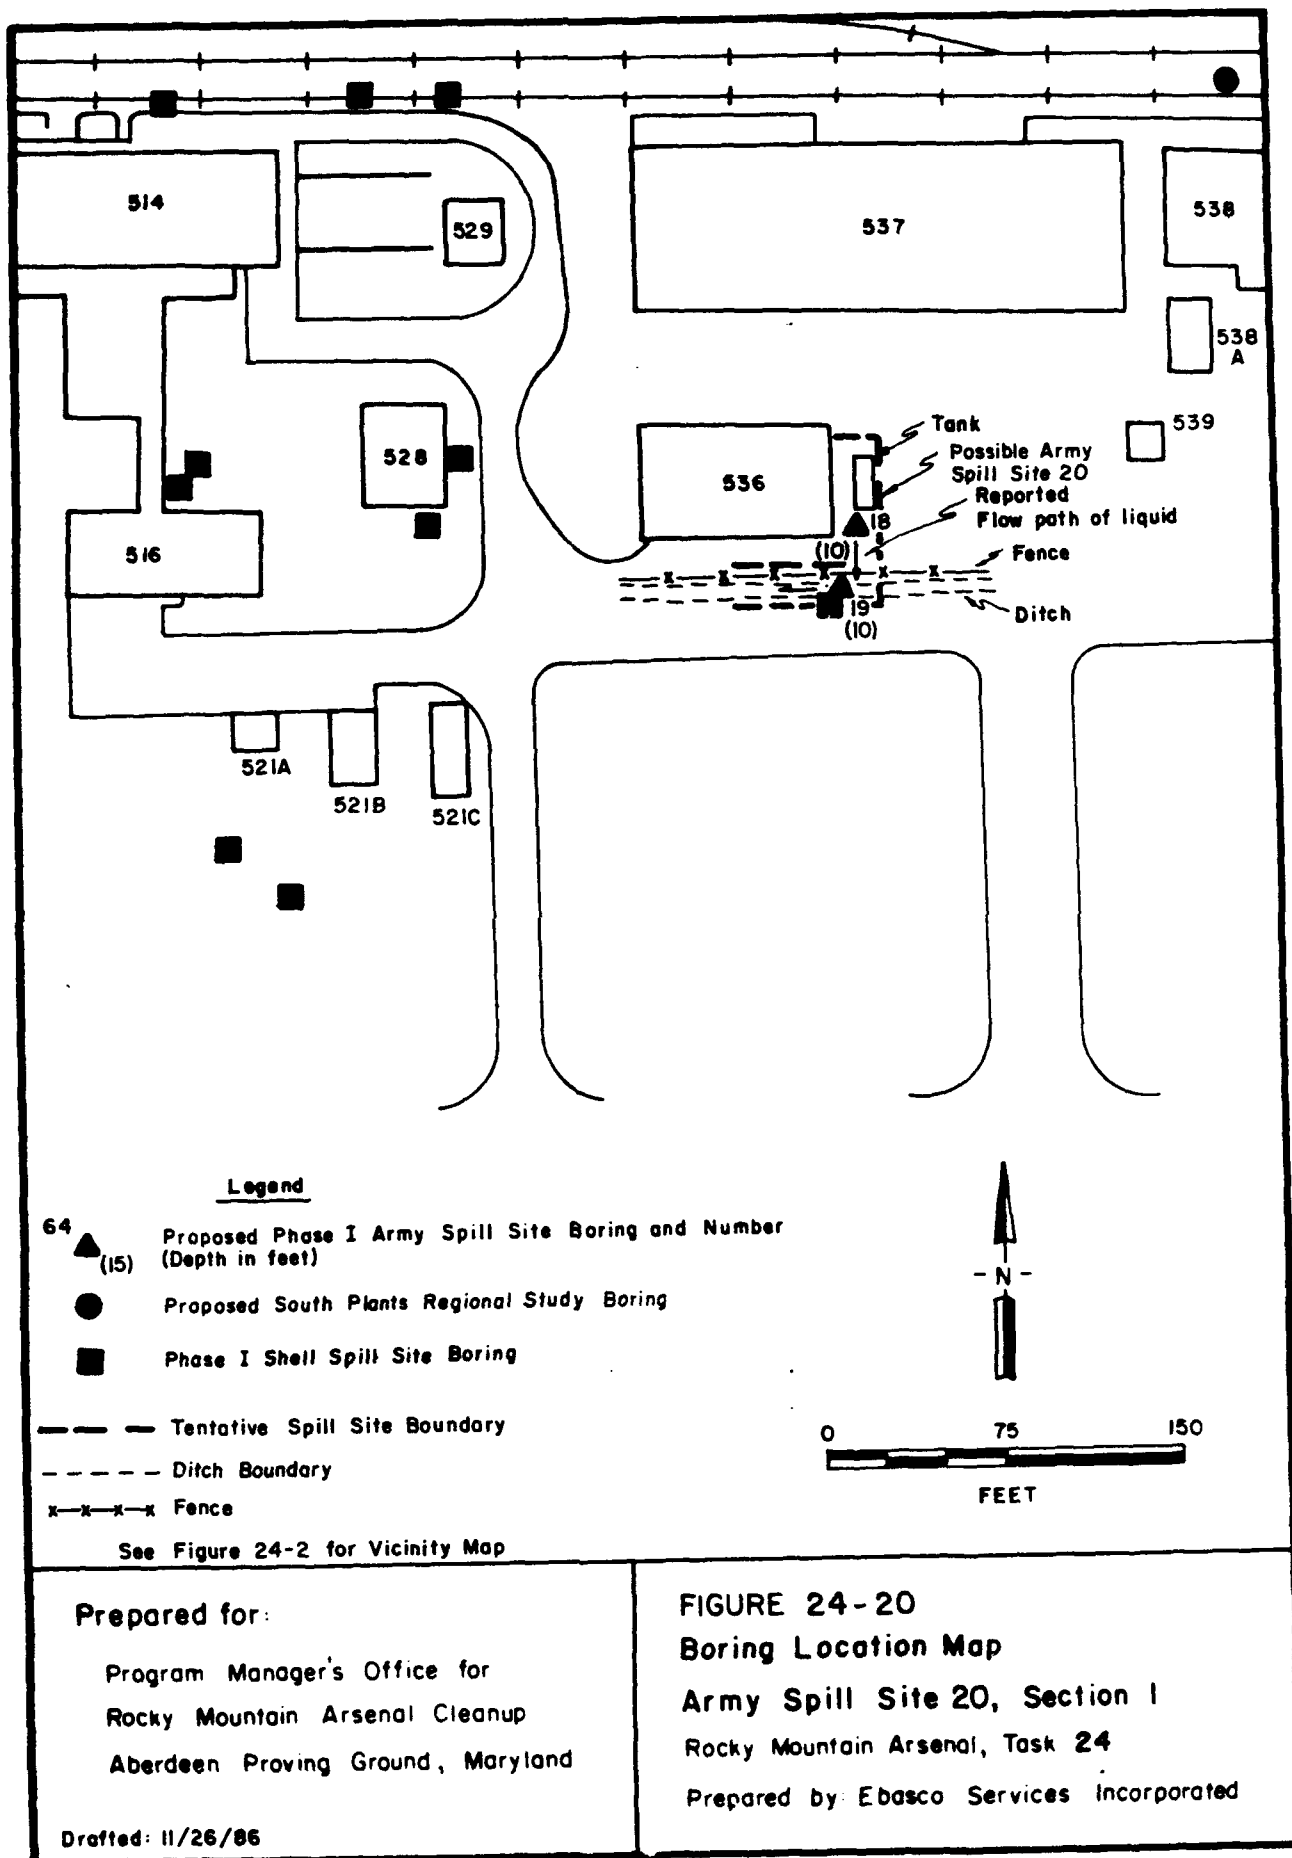 514
529
537
538
538
A
539
528
536
516
Tank
Possible Army
Spill Site 20
Reported
Flow path of liquid
Fence
Ditch
18
(10)
19
(10)
521A
521B
521C
Legend
64
(15)
Proposed Phase I Army Spill Site Boring and Number
(Depth in feet)
Proposed South Plants Regional Study Boring
Phase I Shell Spill Site Boring
Tentative Spill Site Boundary
Ditch Boundary
x—x—x—x Fence
See Figure 24-2 for Vicinity Map
- N -
0 75 150
FEET
Prepared for:
Program Manager's Office for
Rocky Mountain Arsenal Cleanup
Aberdeen Proving Ground, Maryland
Drafted: 11/26/86
FIGURE 24-20
Boring Location Map
Army Spill Site 20, Section 1
Rocky Mountain Arsenal, Task 24
Prepared by: Ebasco Services Incorporated